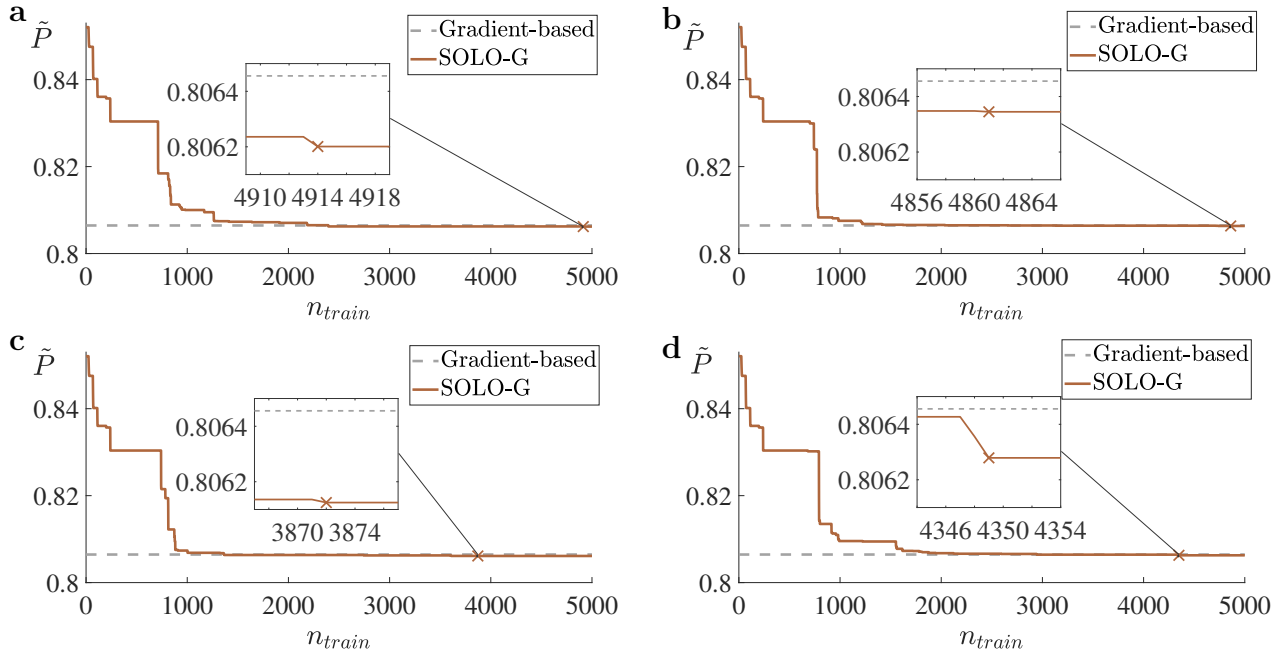 a
P̃
Gradient-based
SOLO-G
0.84
0.82
0.8
0.8064
0.8062
4910 4914 4918
0 1000 2000 3000 4000 5000
n_train
b
P̃
Gradient-based
SOLO-G
0.84
0.82
0.8
0.8064
0.8062
4856 4860 4864
0 1000 2000 3000 4000 5000
n_train
c
P̃
Gradient-based
SOLO-G
0.84
0.82
0.8
0.8064
0.8062
3870 3874
0 1000 2000 3000 4000 5000
n_train
d
P̃
Gradient-based
SOLO-G
0.84
0.82
0.8
0.8064
0.8062
4346 4350 4354
0 1000 2000 3000 4000 5000
n_train